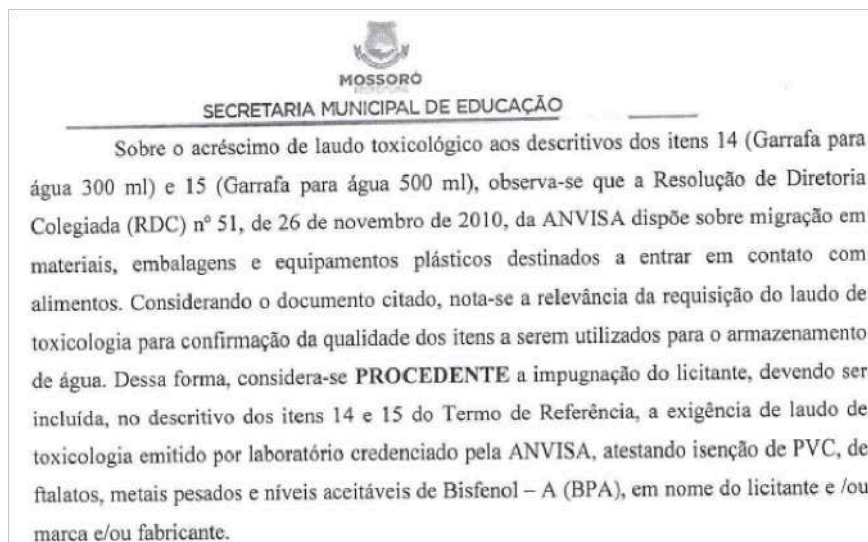 MOSSORÓ
SECRETARIA MUNICIPAL DE EDUCAÇÃO
Sobre o acréscimo de laudo toxicológico aos descritivos dos itens 14 (Garrafa para
água 300 ml) e 15 (Garrafa para água 500 ml), observa-se que a Resolução de Diretoria
Colegiada (RDC) nº 51, de 26 de novembro de 2010, da ANVISA dispõe sobre migração em
materiais, embalagens e equipamentos plásticos destinados a entrar em contato com
alimentos. Considerando o documento citado, nota-se a relevância da requisição do laudo de
toxicologia para confirmação da qualidade dos itens a serem utilizados para o armazenamento
de água. Dessa forma, considera-se PROCEDENTE a impugnação do licitante, devendo ser
incluída, no descritivo dos itens 14 e 15 do Termo de Referência, a exigência de laudo de
toxicologia emitido por laboratório credenciado pela ANVISA, atestando isenção de PVC, de
ftalatos, metais pesados e níveis aceitáveis de Bisfenol – A (BPA), em nome do licitante e /ou
marca e/ou fabricante.